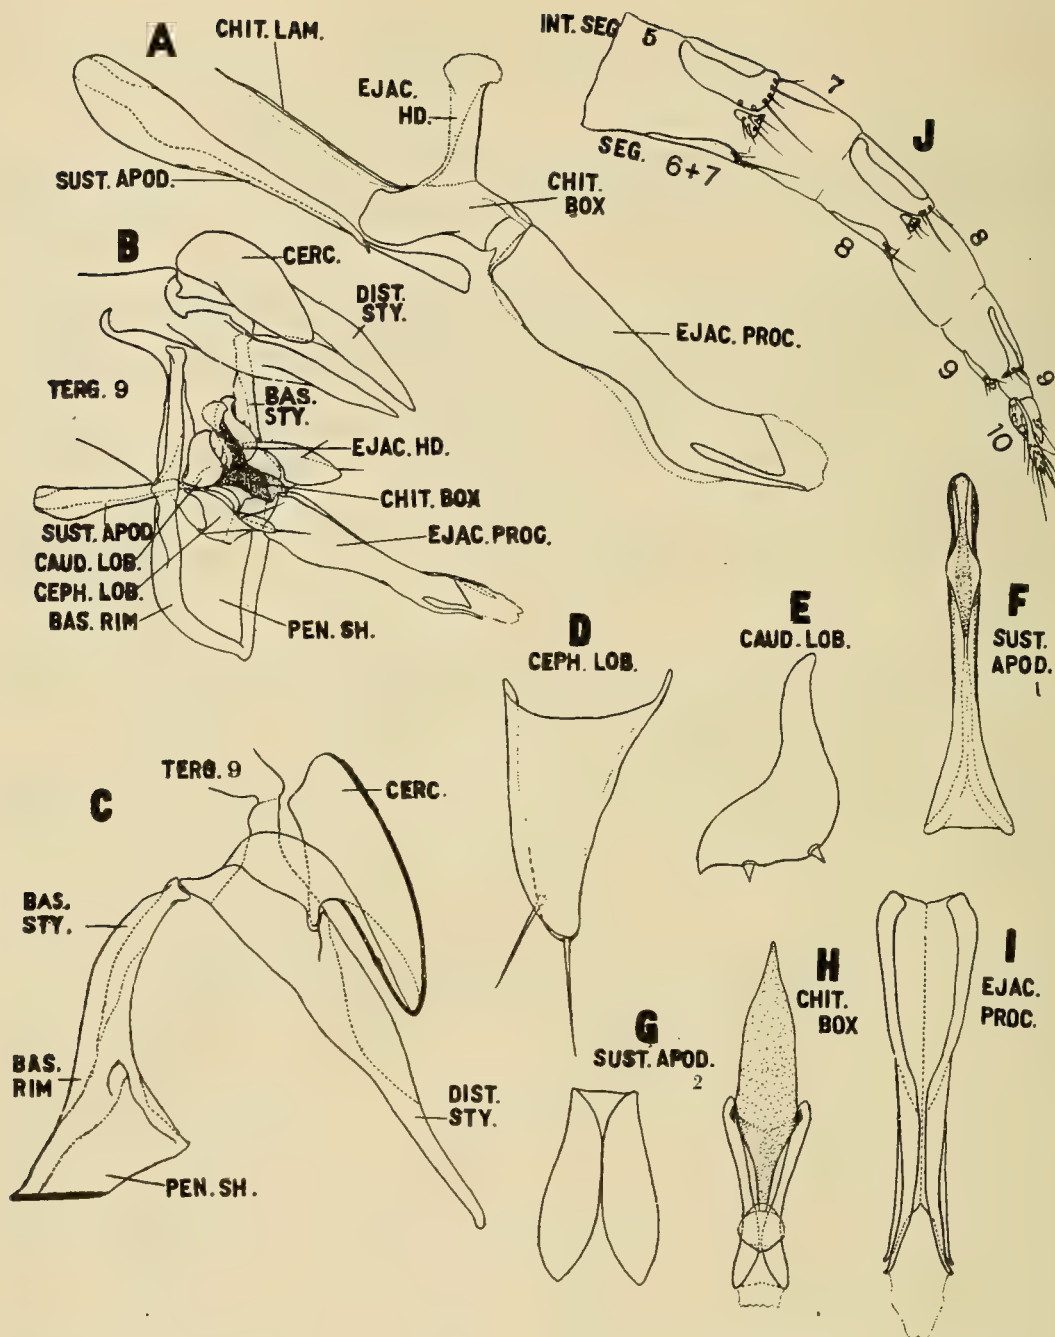 A
CHIT. LAM.
EJAC.
HD.
SUST. APOD.
CHIT.
BOX
EJAC. PROC.
INT. SEG. 5
7
J
SEG. 6+7
8
8
9
9
10
B
CERC.
DIST.
STY.
TERG. 9
BAS.
STY.
EJAC. HD.
CHIT. BOX
EJAC. PROC.
SUST. APOD
CAUD. LOB.
CEPH. LOB.
BAS. RIM
PEN. SH.
D
CEPH. LOB.
E
CAUD. LOB.
F
SUST.
APOD.
1
C
TERG. 9
CERC.
BAS.
STY.
BAS.
RIM
PEN. SH.
DIST.
STY.
G
SUST. APOD.
2
H
CHIT.
BOX
I
EJAC.
PROC.